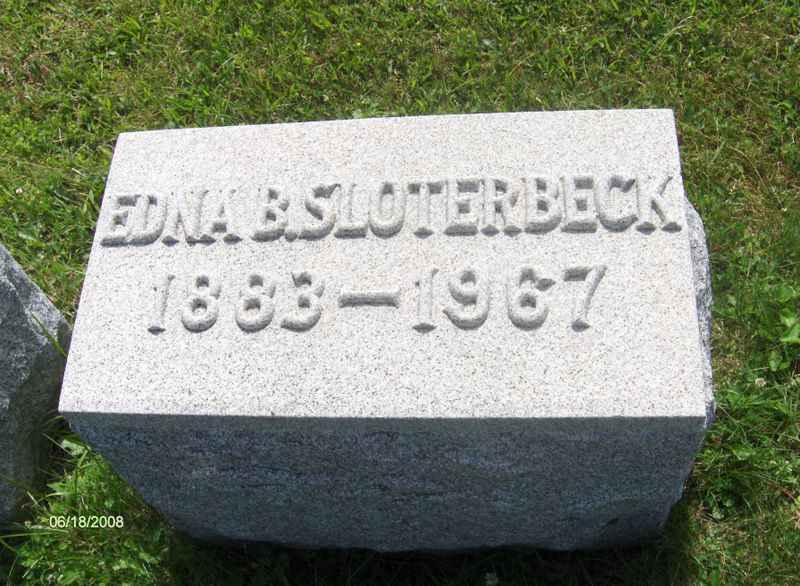 EDNA B. SLOTERBECK
1883—1967
06/18/2008